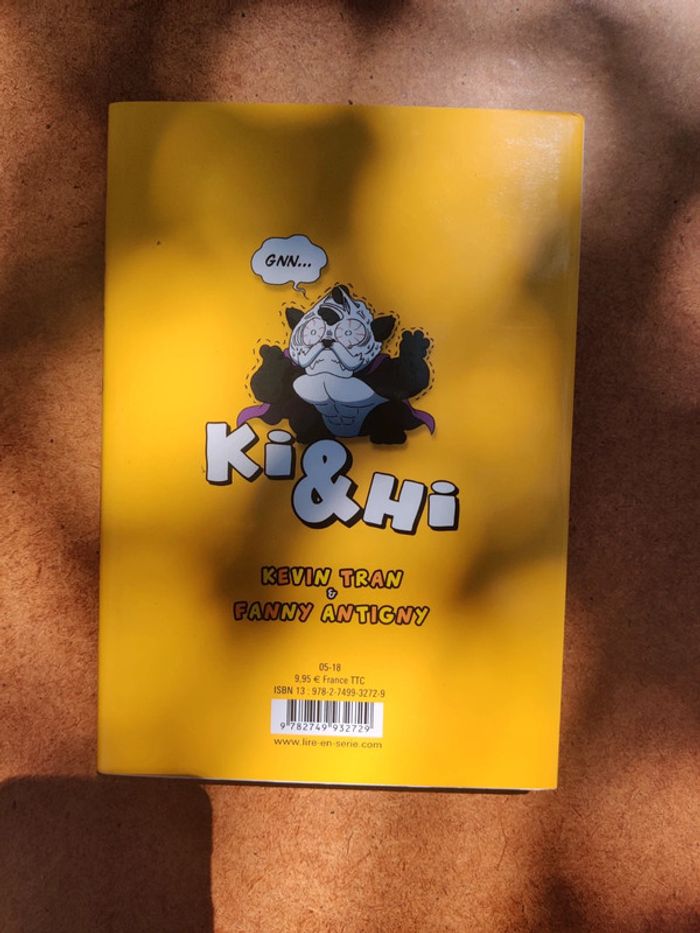 GNN...
Ki
&Hi
KEVIN TRAN
&
FANNY ANTIGNY
05-18
9,95 € France TTC
ISBN 13 : 978-2-7499-3272-9
9 782749 932729
www.lire-en-serie.com